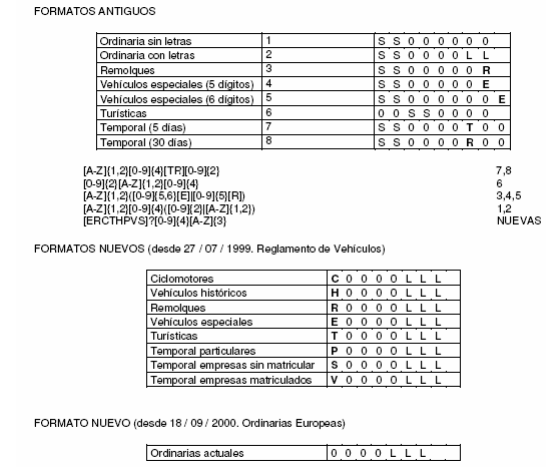 FORMATOS ANTIGUOS
Ordinaria sin letras 1 S S 0 0 0 0 0 0
Ordinaria con letras 2 S S 0 0 0 0 L L
Remolques 3 S S 0 0 0 0 0 R
Vehículos especiales (5 dígitos) 4 S S 0 0 0 0 0 E
Vehículos especiales (6 dígitos) 5 S S 0 0 0 0 0 0 E
Turísticas 6 0 0 S S 0 0 0 0
Temporal (5 días) 7 S S 0 0 0 0 T 0 0
Temporal (30 días) 8 S S 0 0 0 0 R 0 0
[A-Z]{1,2}[0-9]{4}[TR][0-9]{2} 7,8
[0-9]{2}[A-Z]{1,2}[0-9]{4} 6
[A-Z]{1,2}([0-9]{5,6}[E]|[0-9]{5}[R]) 3,4,5
[A-Z]{1,2}[0-9]{4}([0-9]{2}|[A-Z]{1,2}) 1,2
[ERCTHPVS]?[0-9]{4}[A-Z]{3} NUEVAS
FORMATOS NUEVOS (desde 27 / 07 / 1999. Reglamento de Vehículos)
Ciclomotores C 0 0 0 0 L L L
Vehículos históricos H 0 0 0 0 L L L
Remolques R 0 0 0 0 L L L
Vehículos especiales E 0 0 0 0 L L L
Turísticas T 0 0 0 0 L L L
Temporal particulares P 0 0 0 0 L L L
Temporal empresas sin matricular S 0 0 0 0 L L L
Temporal empresas matriculados V 0 0 0 0 L L L
FORMATO NUEVO (desde 18 / 09 / 2000. Ordinarias Europeas)
Ordinarias actuales 0 0 0 0 L L L